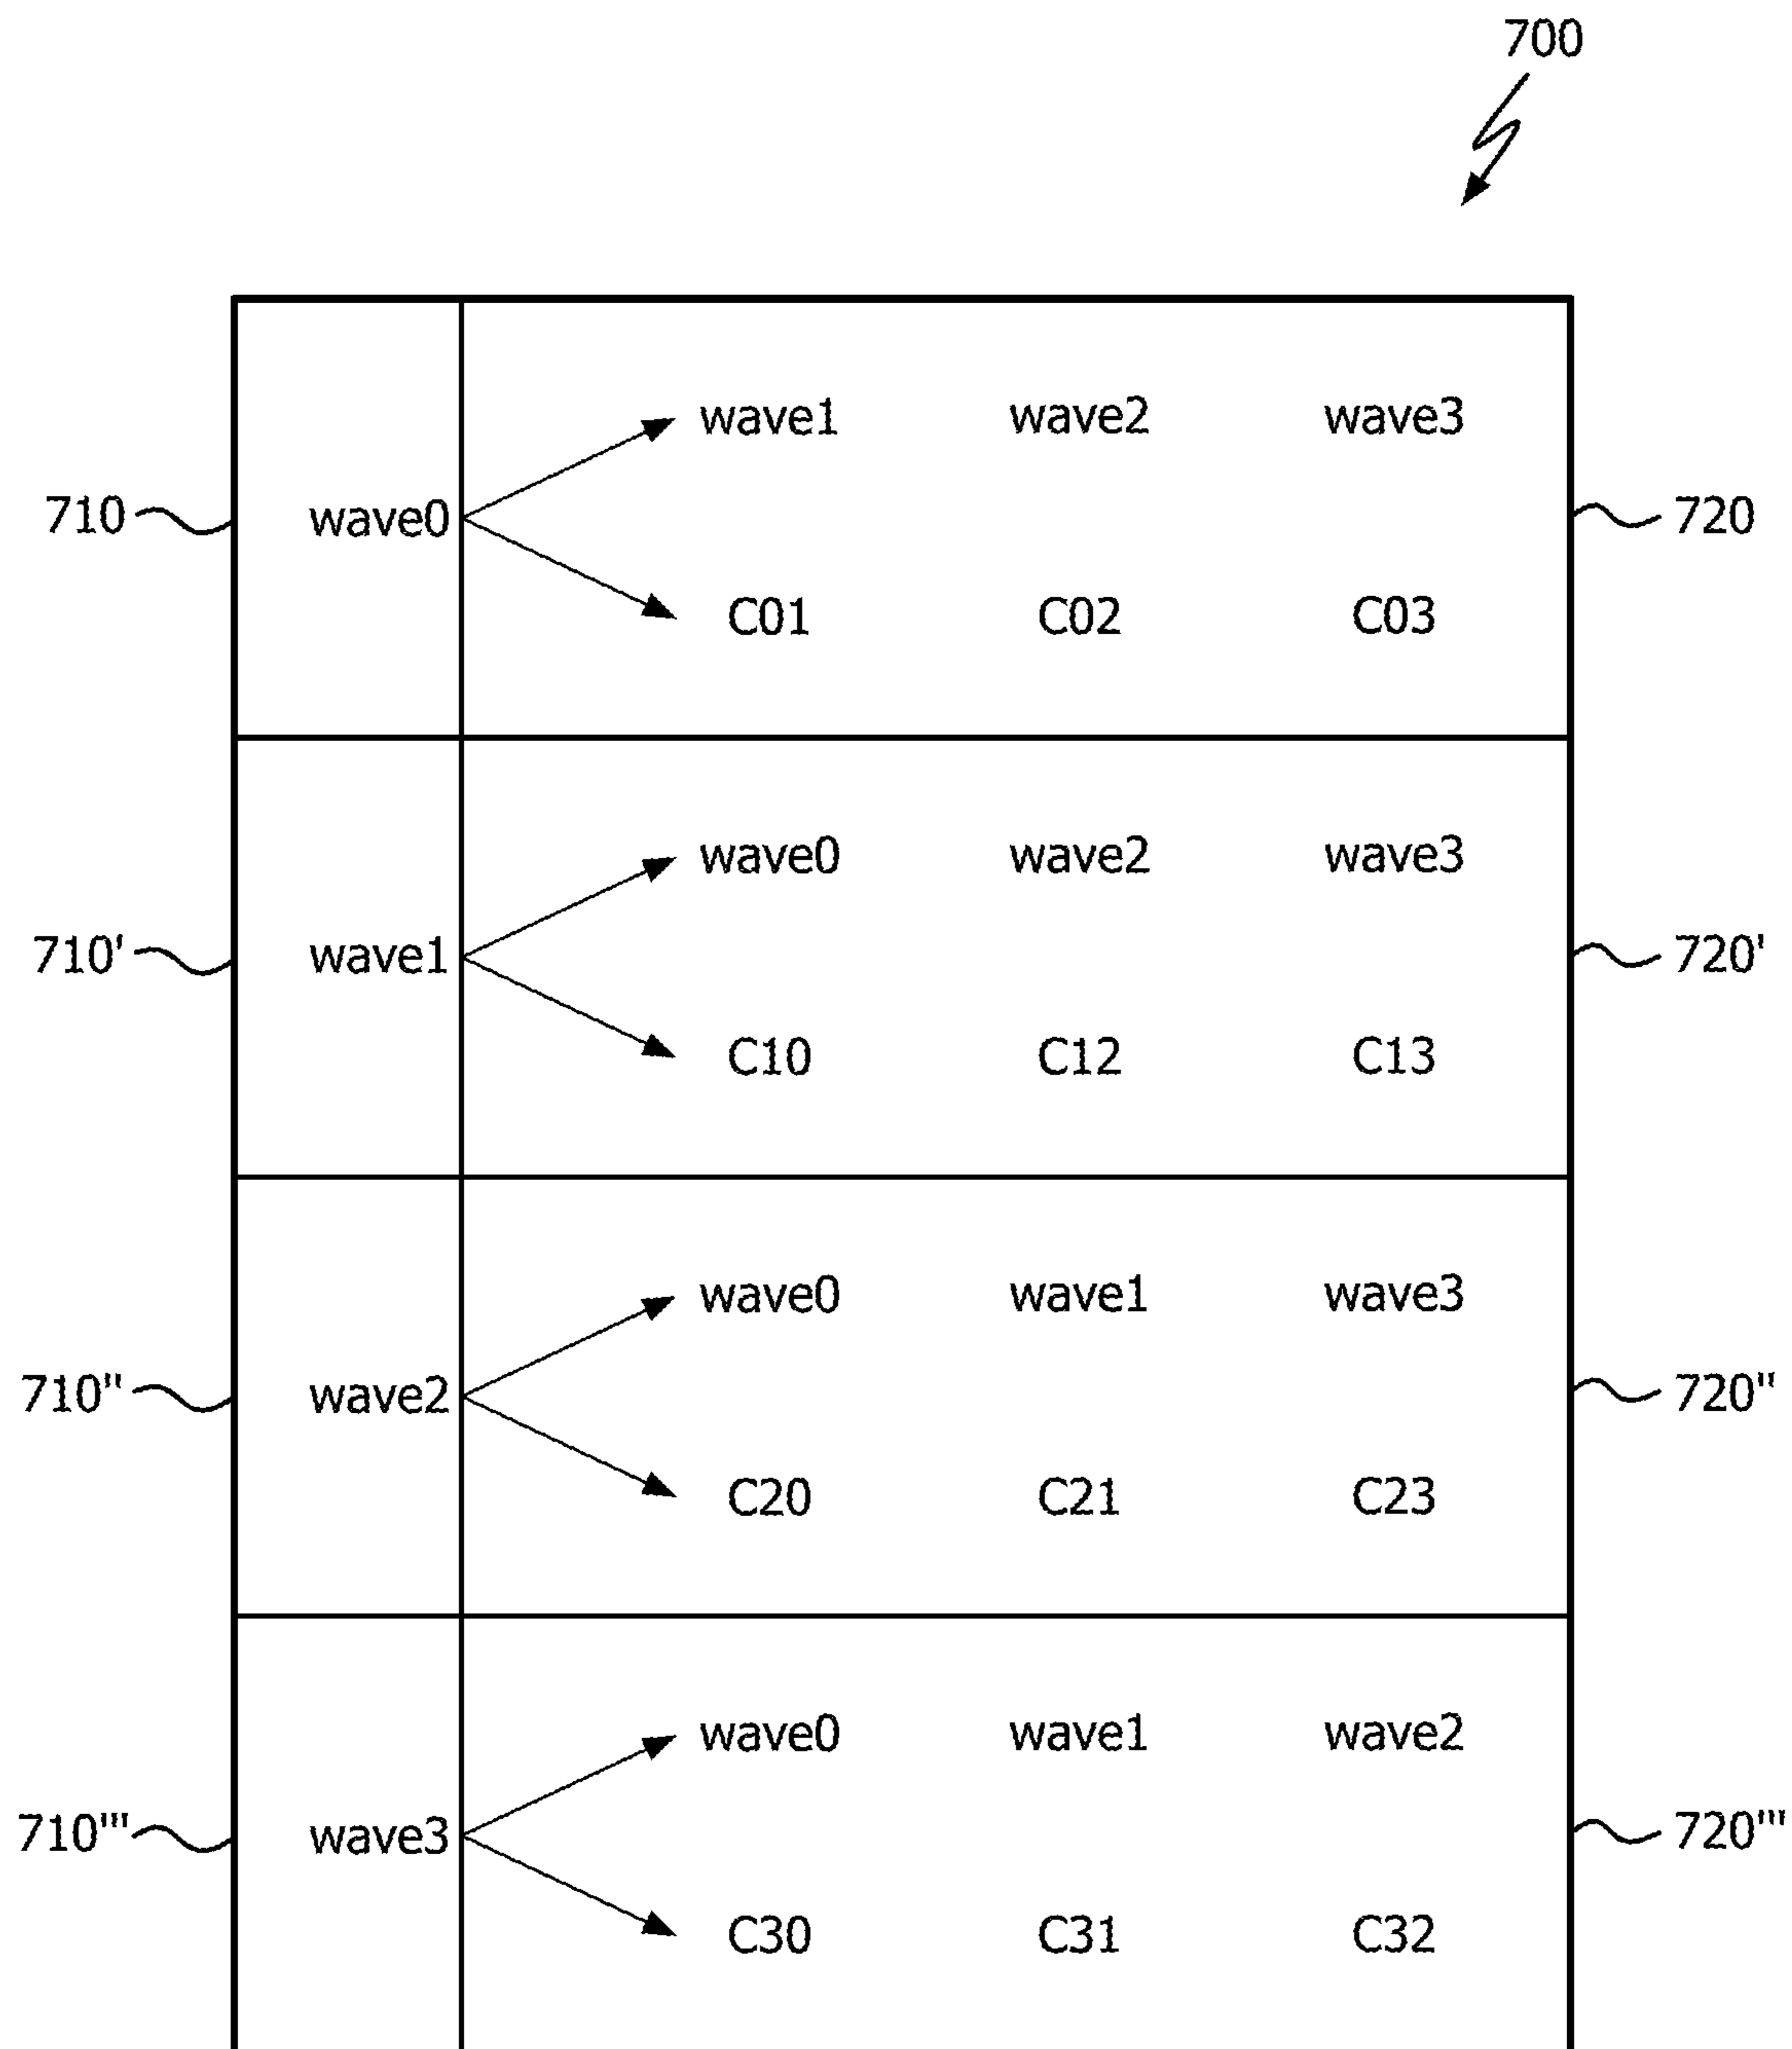 700
wave1 wave2 wave3
710 wave0 720
C01 C02 C03
wave0 wave2 wave3
710' wave1 720'
C10 C12 C13
wave0 wave1 wave3
710" wave2 720"
C20 C21 C23
wave0 wave1 wave2
710"' wave3 720"'
C30 C31 C32